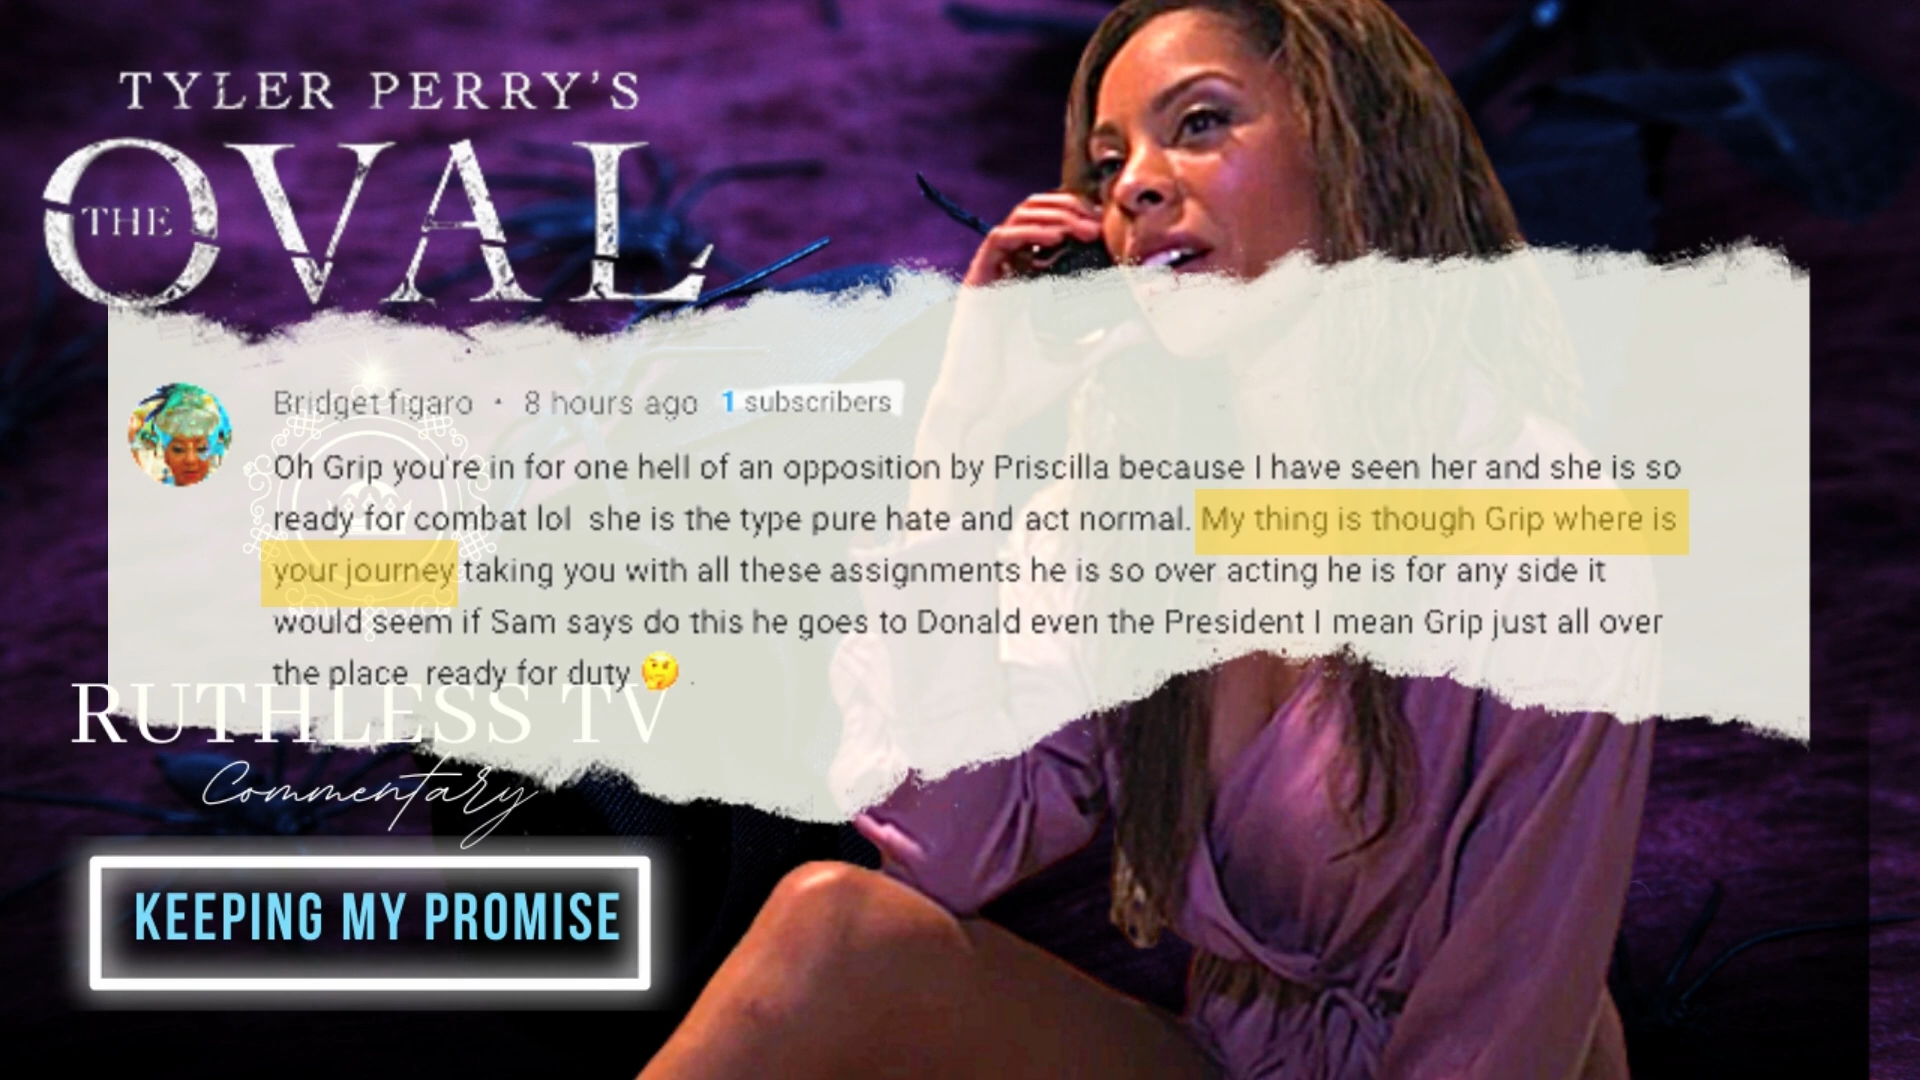 TYLER PERRY'S
THE OVAL
Bridget figaro · 8 hours ago 1 subscribers
Oh Grip you're in for one hell of an opposition by Priscilla because I have seen her and she is so
ready for combat lol she is the type pure hate and act normal. My thing is though Grip where is
your journey taking you with all these assignments he is so over acting he is for any side it
would seem if Sam says do this he goes to Donald even the President I mean Grip just all over
the place ready for duty 🤔 .
RUTHLESS TV
Commentary
KEEPING MY PROMISE